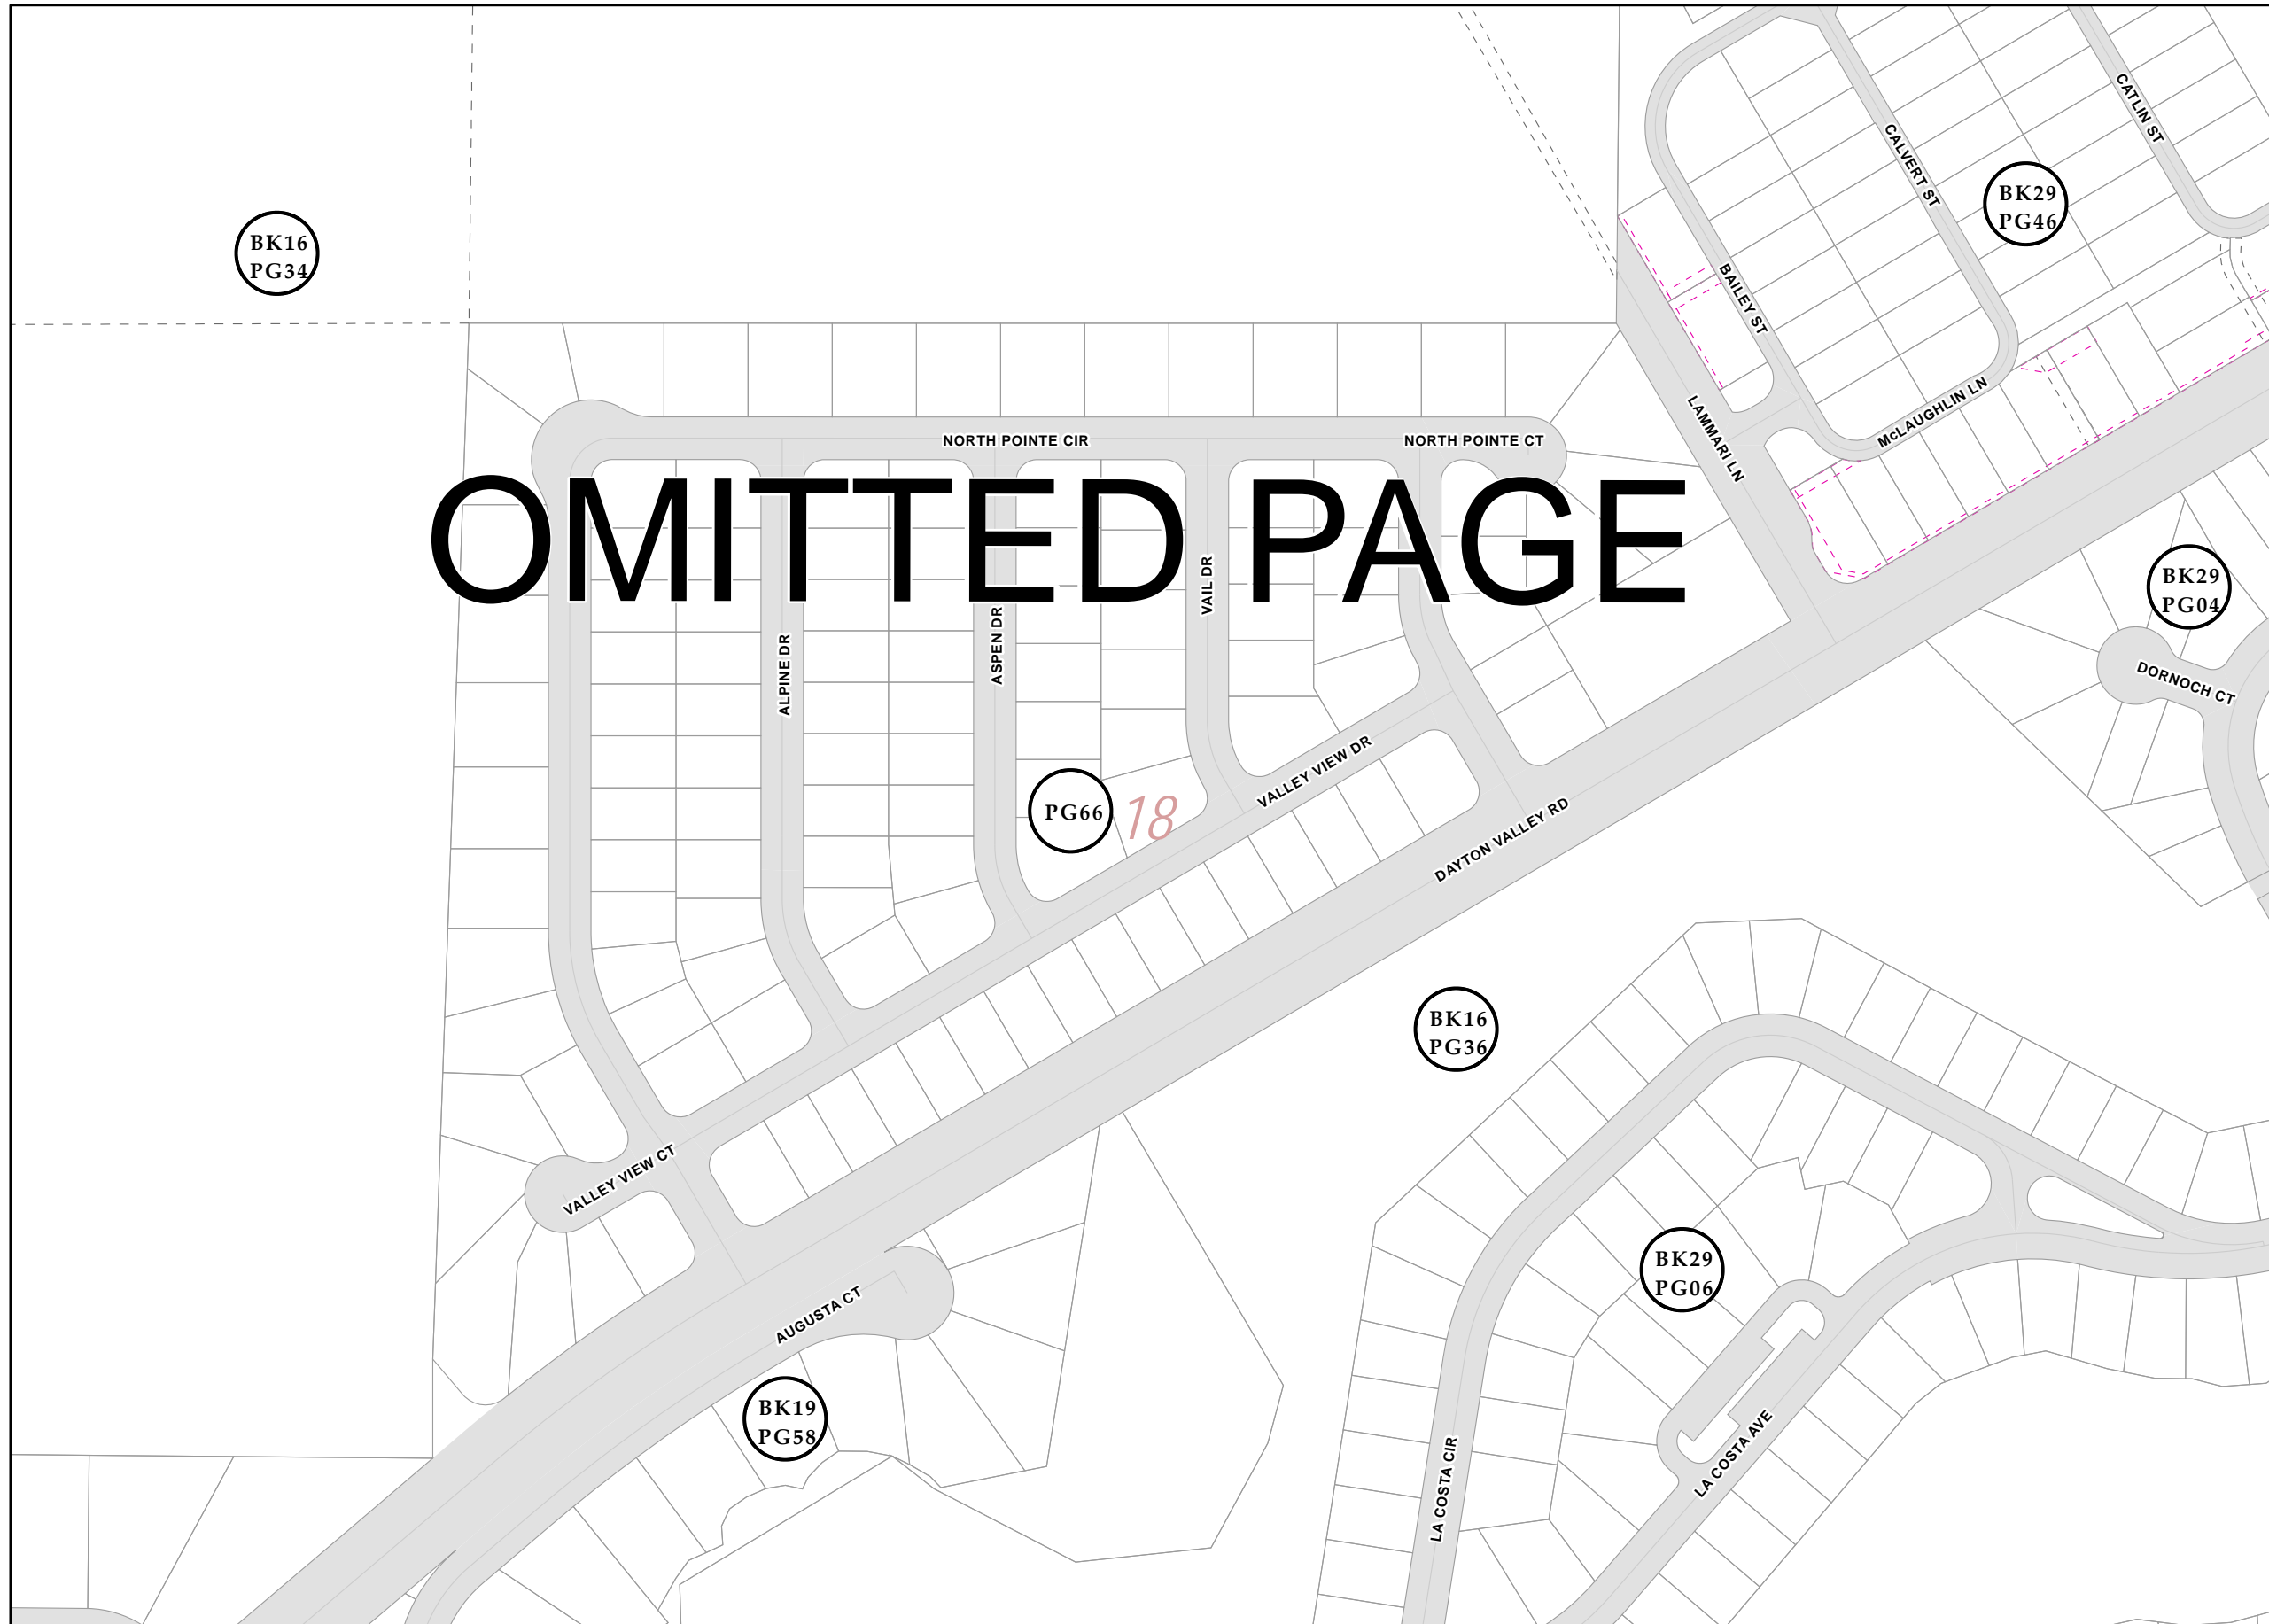 CATLIN ST
CALVERT ST
BK29
PG46
BK16
PG34
BAILEY ST
McLAUGHLIN LN
LAMMARI LN
NORTH POINTE CIR
NORTH POINTE CT
OMITTED PAGE
VAIL DR
BK29
PG04
ASPEN DR
ALPINE DR
DORNOCH CT
VALLEY VIEW DR
PG66
18
DAYTON VALLEY RD
BK16
PG36
VALLEY VIEW CT
BK29
PG06
AUGUSTA CT
BK19
PG58
LA COSTA AVE
LA COSTA CIR